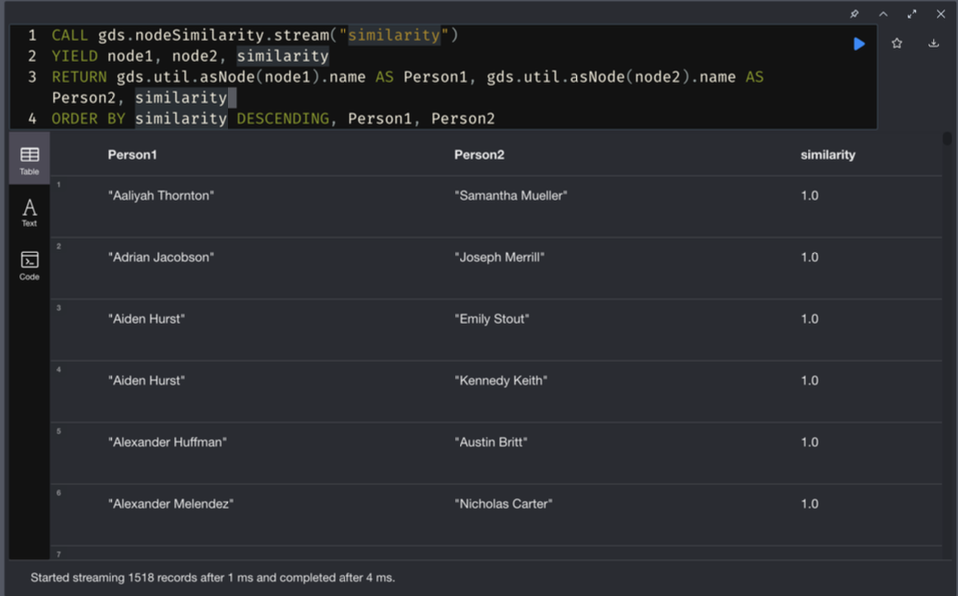 1 CALL gds.nodeSimilarity.stream("similarity")
2 YIELD node1, node2, similarity
3 RETURN gds.util.asNode(node1).name AS Person1, gds.util.asNode(node2).name AS
Person2, similarity
4 ORDER BY similarity DESCENDING, Person1, Person2
Table
Text
Code
Person1 Person2 similarity
1 "Aaliyah Thornton" "Samantha Mueller" 1.0
2 "Adrian Jacobson" "Joseph Merrill" 1.0
3 "Aiden Hurst" "Emily Stout" 1.0
4 "Aiden Hurst" "Kennedy Keith" 1.0
5 "Alexander Huffman" "Austin Britt" 1.0
6 "Alexander Melendez" "Nicholas Carter" 1.0
7
Started streaming 1518 records after 1 ms and completed after 4 ms.